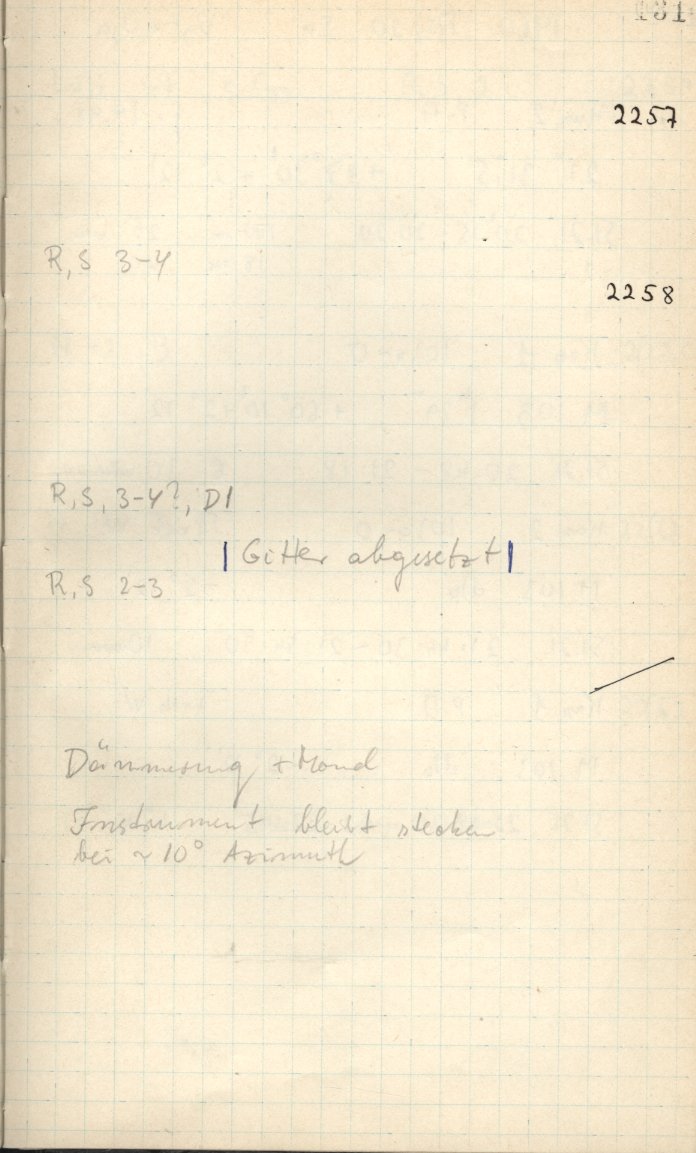 131
2257
R, S 3-4
2258
R, S, 3-4?, D1
| Gitter abgesetzt |
R, S 2-3
Dämmerung + Mond
Instrument bleibt stecken
bei ~ 10° Azimuth